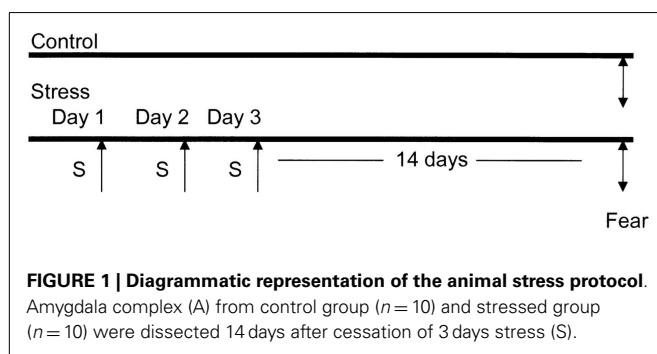 Control
Stress
Day 1 Day 2 Day 3
S S S 14 days
Fear
FIGURE 1 | Diagrammatic representation of the animal stress protocol.
Amygdala complex (A) from control group (n = 10) and stressed group
(n = 10) were dissected 14 days after cessation of 3 days stress (S).